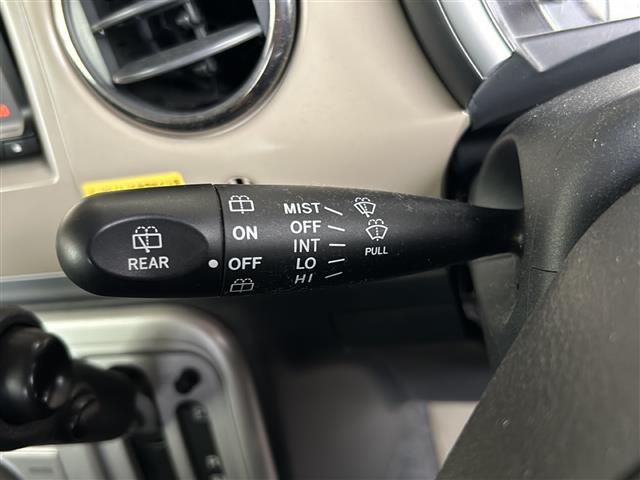 REAR
ON
OFF
MIST
OFF
INT
LO
HI
PULL